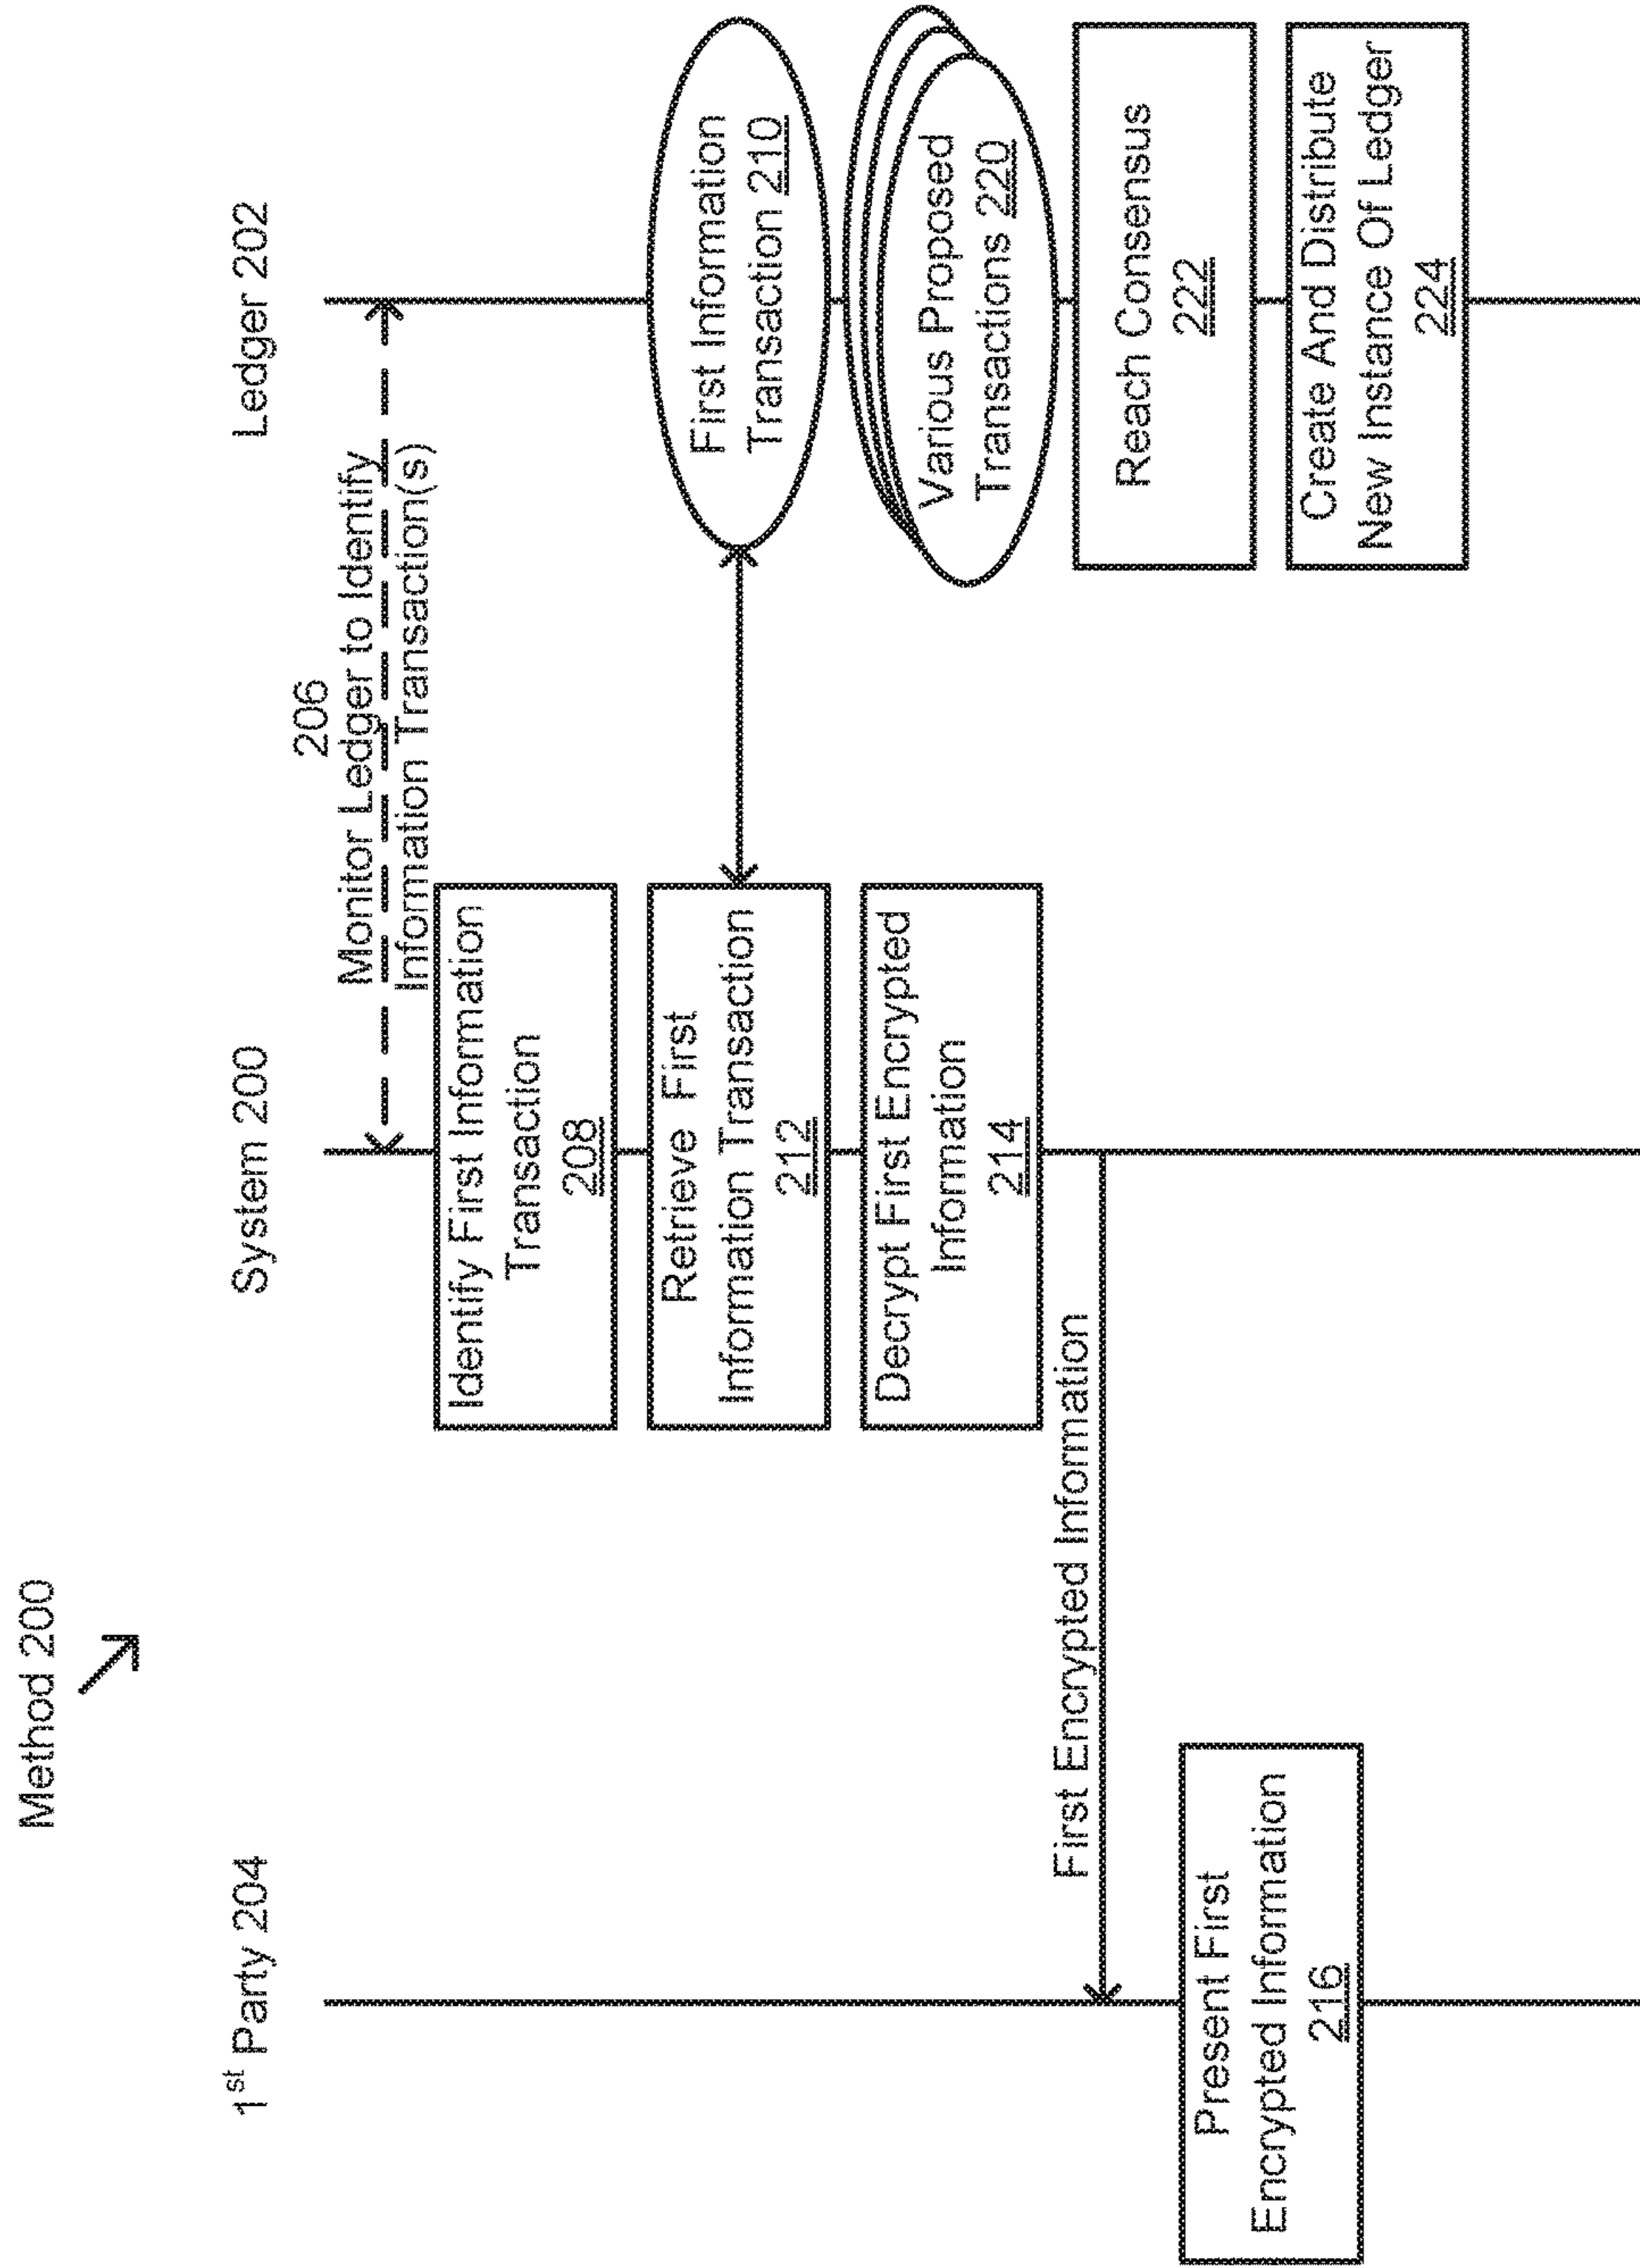 Method 200
1st Party 204
System 200
Ledger 202
206
Monitor Ledger to Identify
Information Transaction(s)
Identify First Information
Transaction
208
Retrieve First
Information Transaction
212
First Information
Transaction 210
Decrypt First Encrypted
Information
214
Various Proposed
Transactions 220
First Encrypted Information
Reach Consensus
222
Present First
Encrypted Information
216
Create And Distribute
New Instance Of Ledger
224